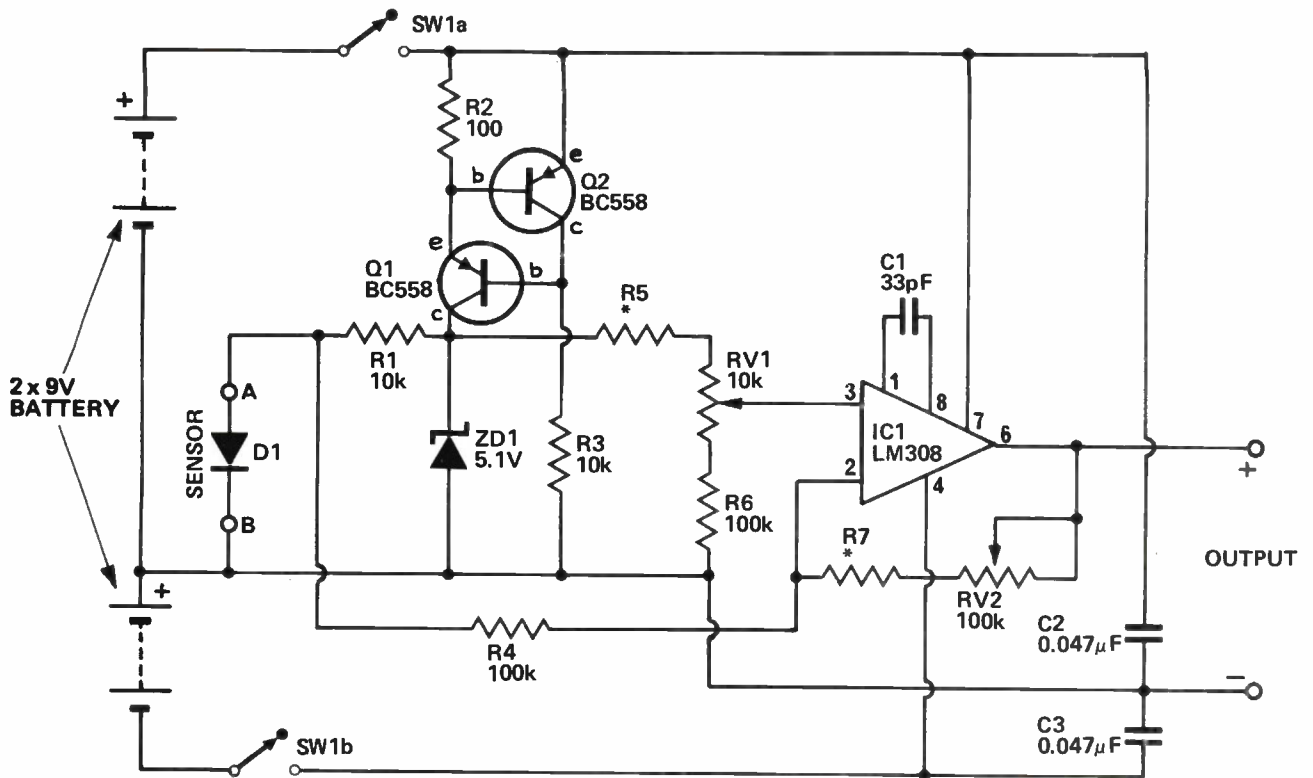 SW1a
+
R2
100
e
b
Q2
BC558
c
e
Q1
BC558
b
c
C1
33pF
R5
*
R1
10k
RV1
10k
2 x 9V
BATTERY
A
SENSOR
D1
B
ZD1
5.1V
R3
10k
3
1
8
7
IC1
LM308
6
2
4
+
R6
100k
R7
*
RV2
100k
OUTPUT
+
R4
100k
C2
0.047μF
−
C3
0.047μF
SW1b